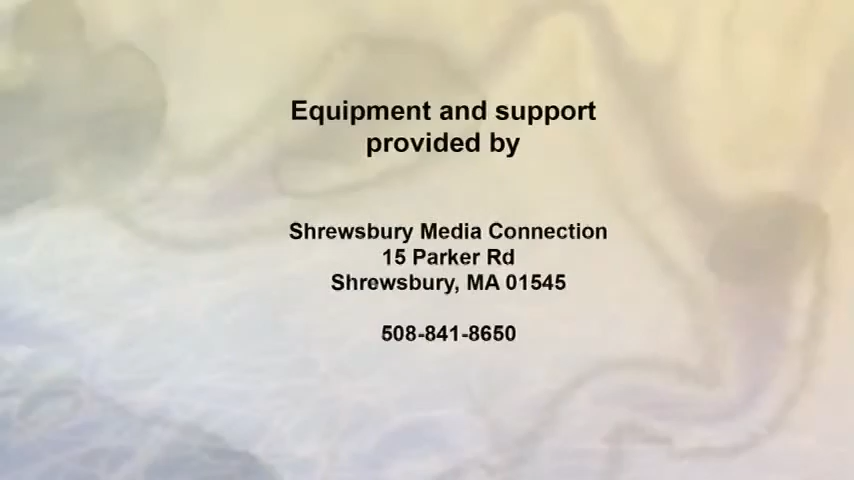 Equipment and support
provided by
Shrewsbury Media Connection
15 Parker Rd
Shrewsbury, MA 01545
508-841-8650